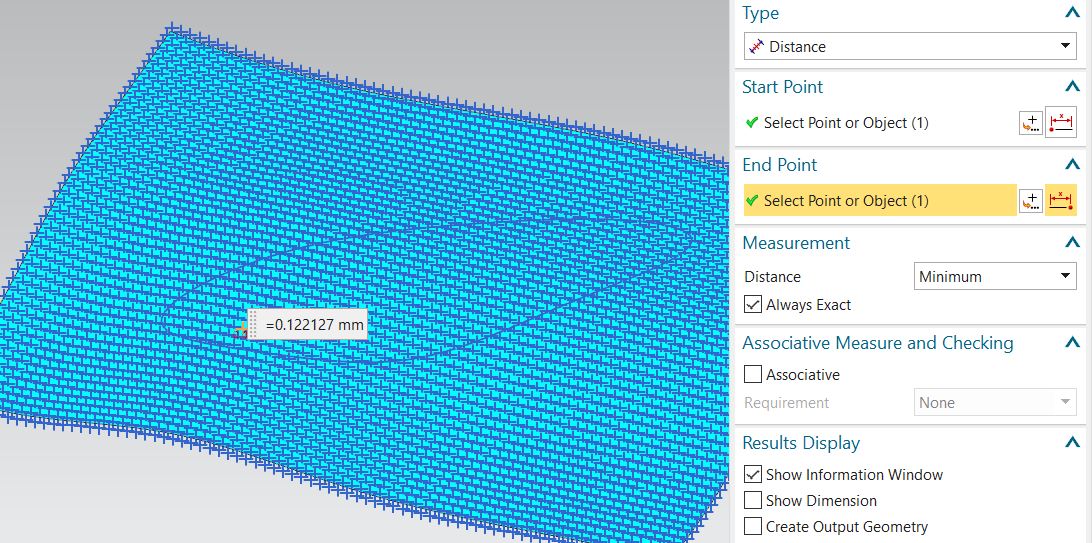 Type
Distance
Start Point
Select Point or Object (1)
End Point
Select Point or Object (1)
Measurement
Distance Minimum
Always Exact
Associative Measure and Checking
Associative
Requirement None
Results Display
Show Information Window
Show Dimension
Create Output Geometry
=0.122127 mm